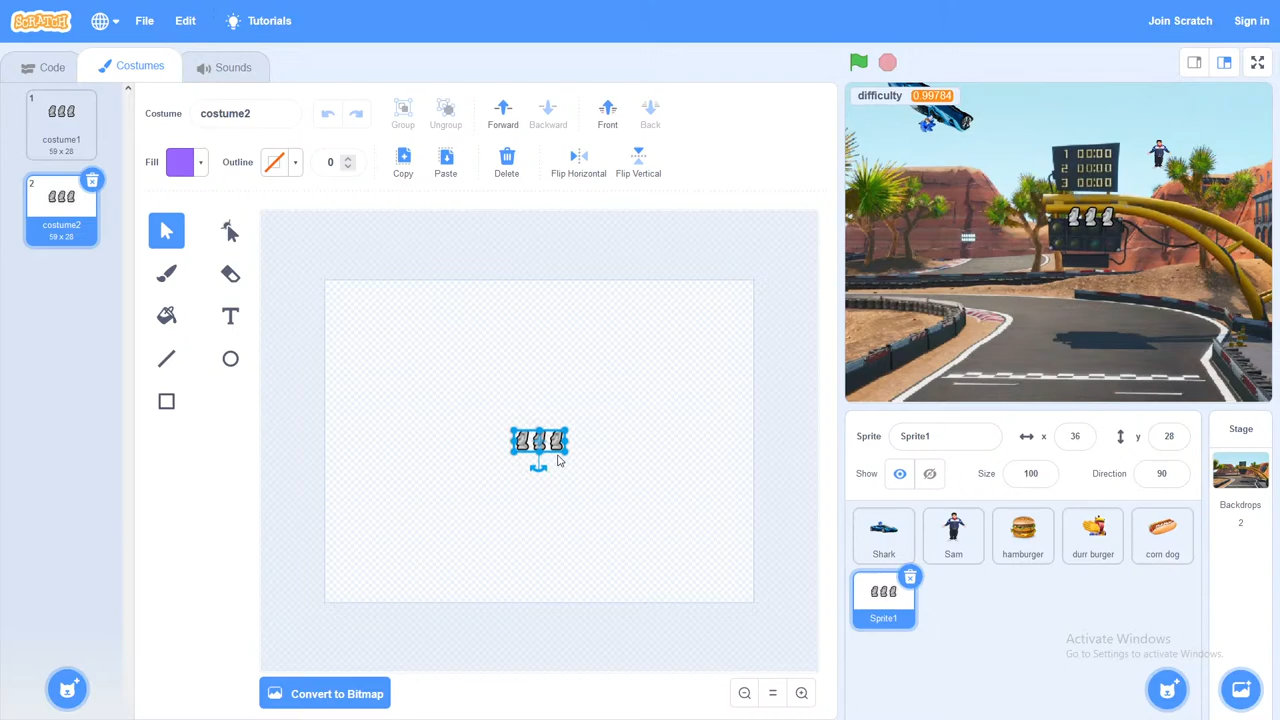 SCRATCH
File
Edit
Tutorials
Join Scratch
Sign in
Code
Costumes
Sounds
Costume
costume2
Group
Ungroup
Forward
Backward
Front
Back
Fill
Outline
0
Copy
Paste
Delete
Flip Horizontal
Flip Vertical
1
costume1
59 x 28
2
costume2
59 x 28
Convert to Bitmap
difficulty 0.99784
1 00:00
2 00:00
3 00:00
Sprite
Sprite1
x
36
y
28
Show
Size
100
Direction
90
Shark
Sam
hamburger
durr burger
corn dog
Sprite1
Stage
Backdrops
2
Activate Windows
Go to Settings to activate Windows.